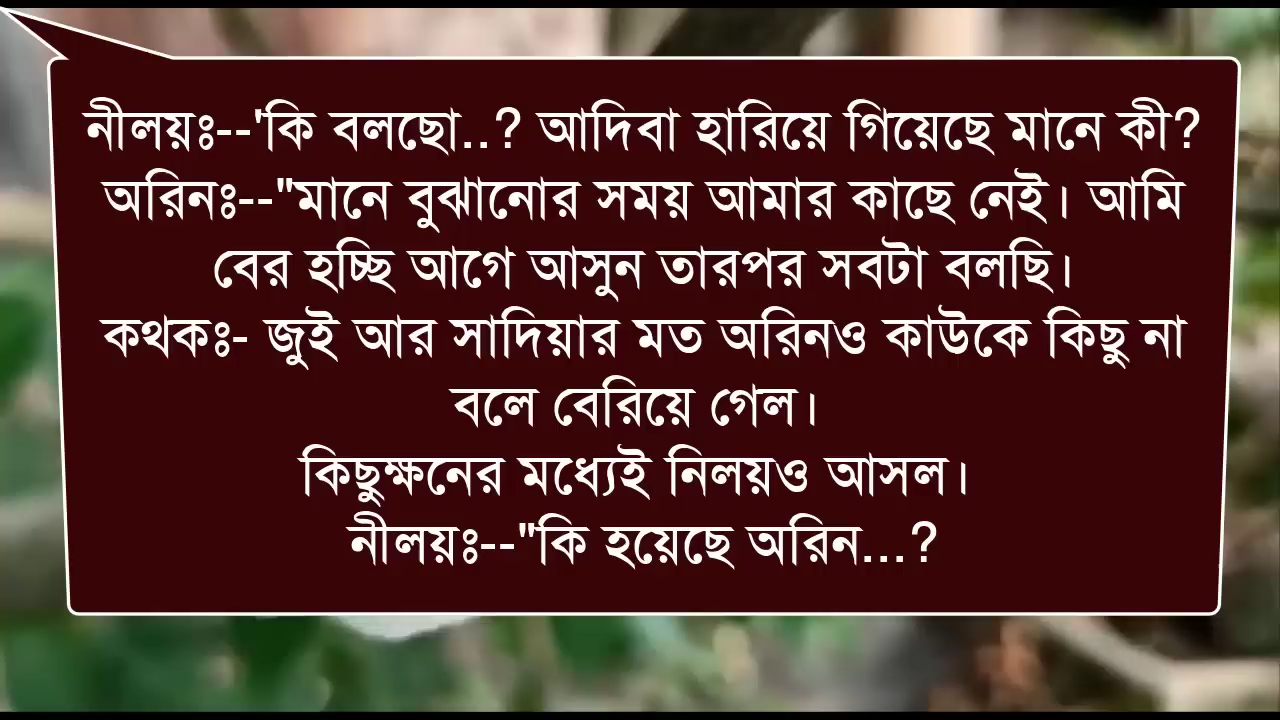 নীলয়ঃ--'কি বলছো..? আদিবা হারিয়ে গিয়েছে মানে কী?
অরিনঃ--"মানে বুঝানোর সময় আমার কাছে নেই। আমি
বের হচ্ছি আগে আসুন তারপর সবটা বলছি।
কথকঃ- জুই আর সাদিয়ার মত অরিনও কাউকে কিছু না
বলে বেরিয়ে গেল।
কিছুক্ষনের মধ্যেই নিলয়ও আসল।
নীলয়ঃ--"কি হয়েছে অরিন...?